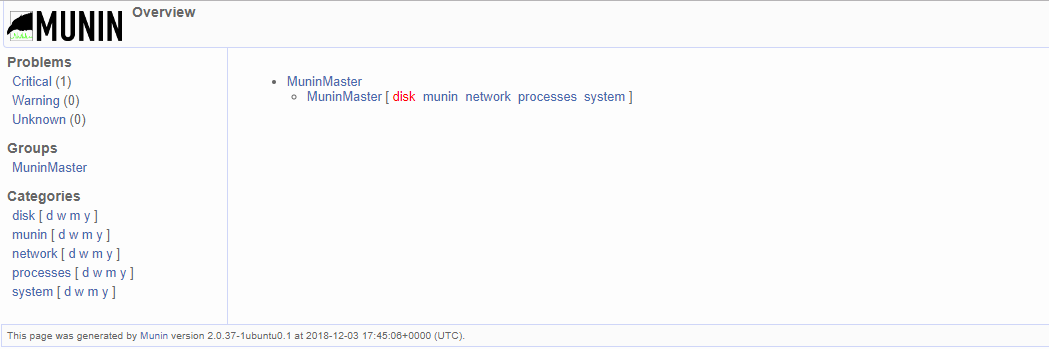 MUNIN Overview
Problems
Critical (1)
Warning (0)
Unknown (0)
Groups
MuninMaster
Categories
disk [ d w m y ]
munin [ d w m y ]
network [ d w m y ]
processes [ d w m y ]
system [ d w m y ]
MuninMaster
MuninMaster [ disk munin network processes system ]
This page was generated by Munin version 2.0.37-1ubuntu0.1 at 2018-12-03 17:45:06+0000 (UTC).